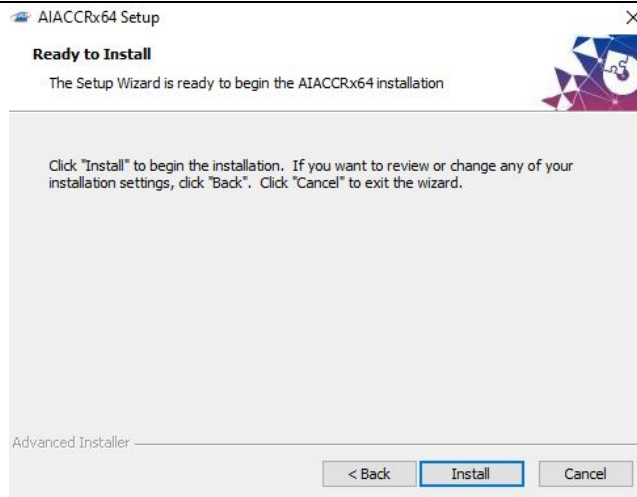 AIACCRx64 Setup
Ready to Install
The Setup Wizard is ready to begin the AIACCRx64 installation
Click "Install" to begin the installation.  If you want to review or change any of your
installation settings, click "Back".  Click "Cancel" to exit the wizard.
Advanced Installer
< Back
Install
Cancel